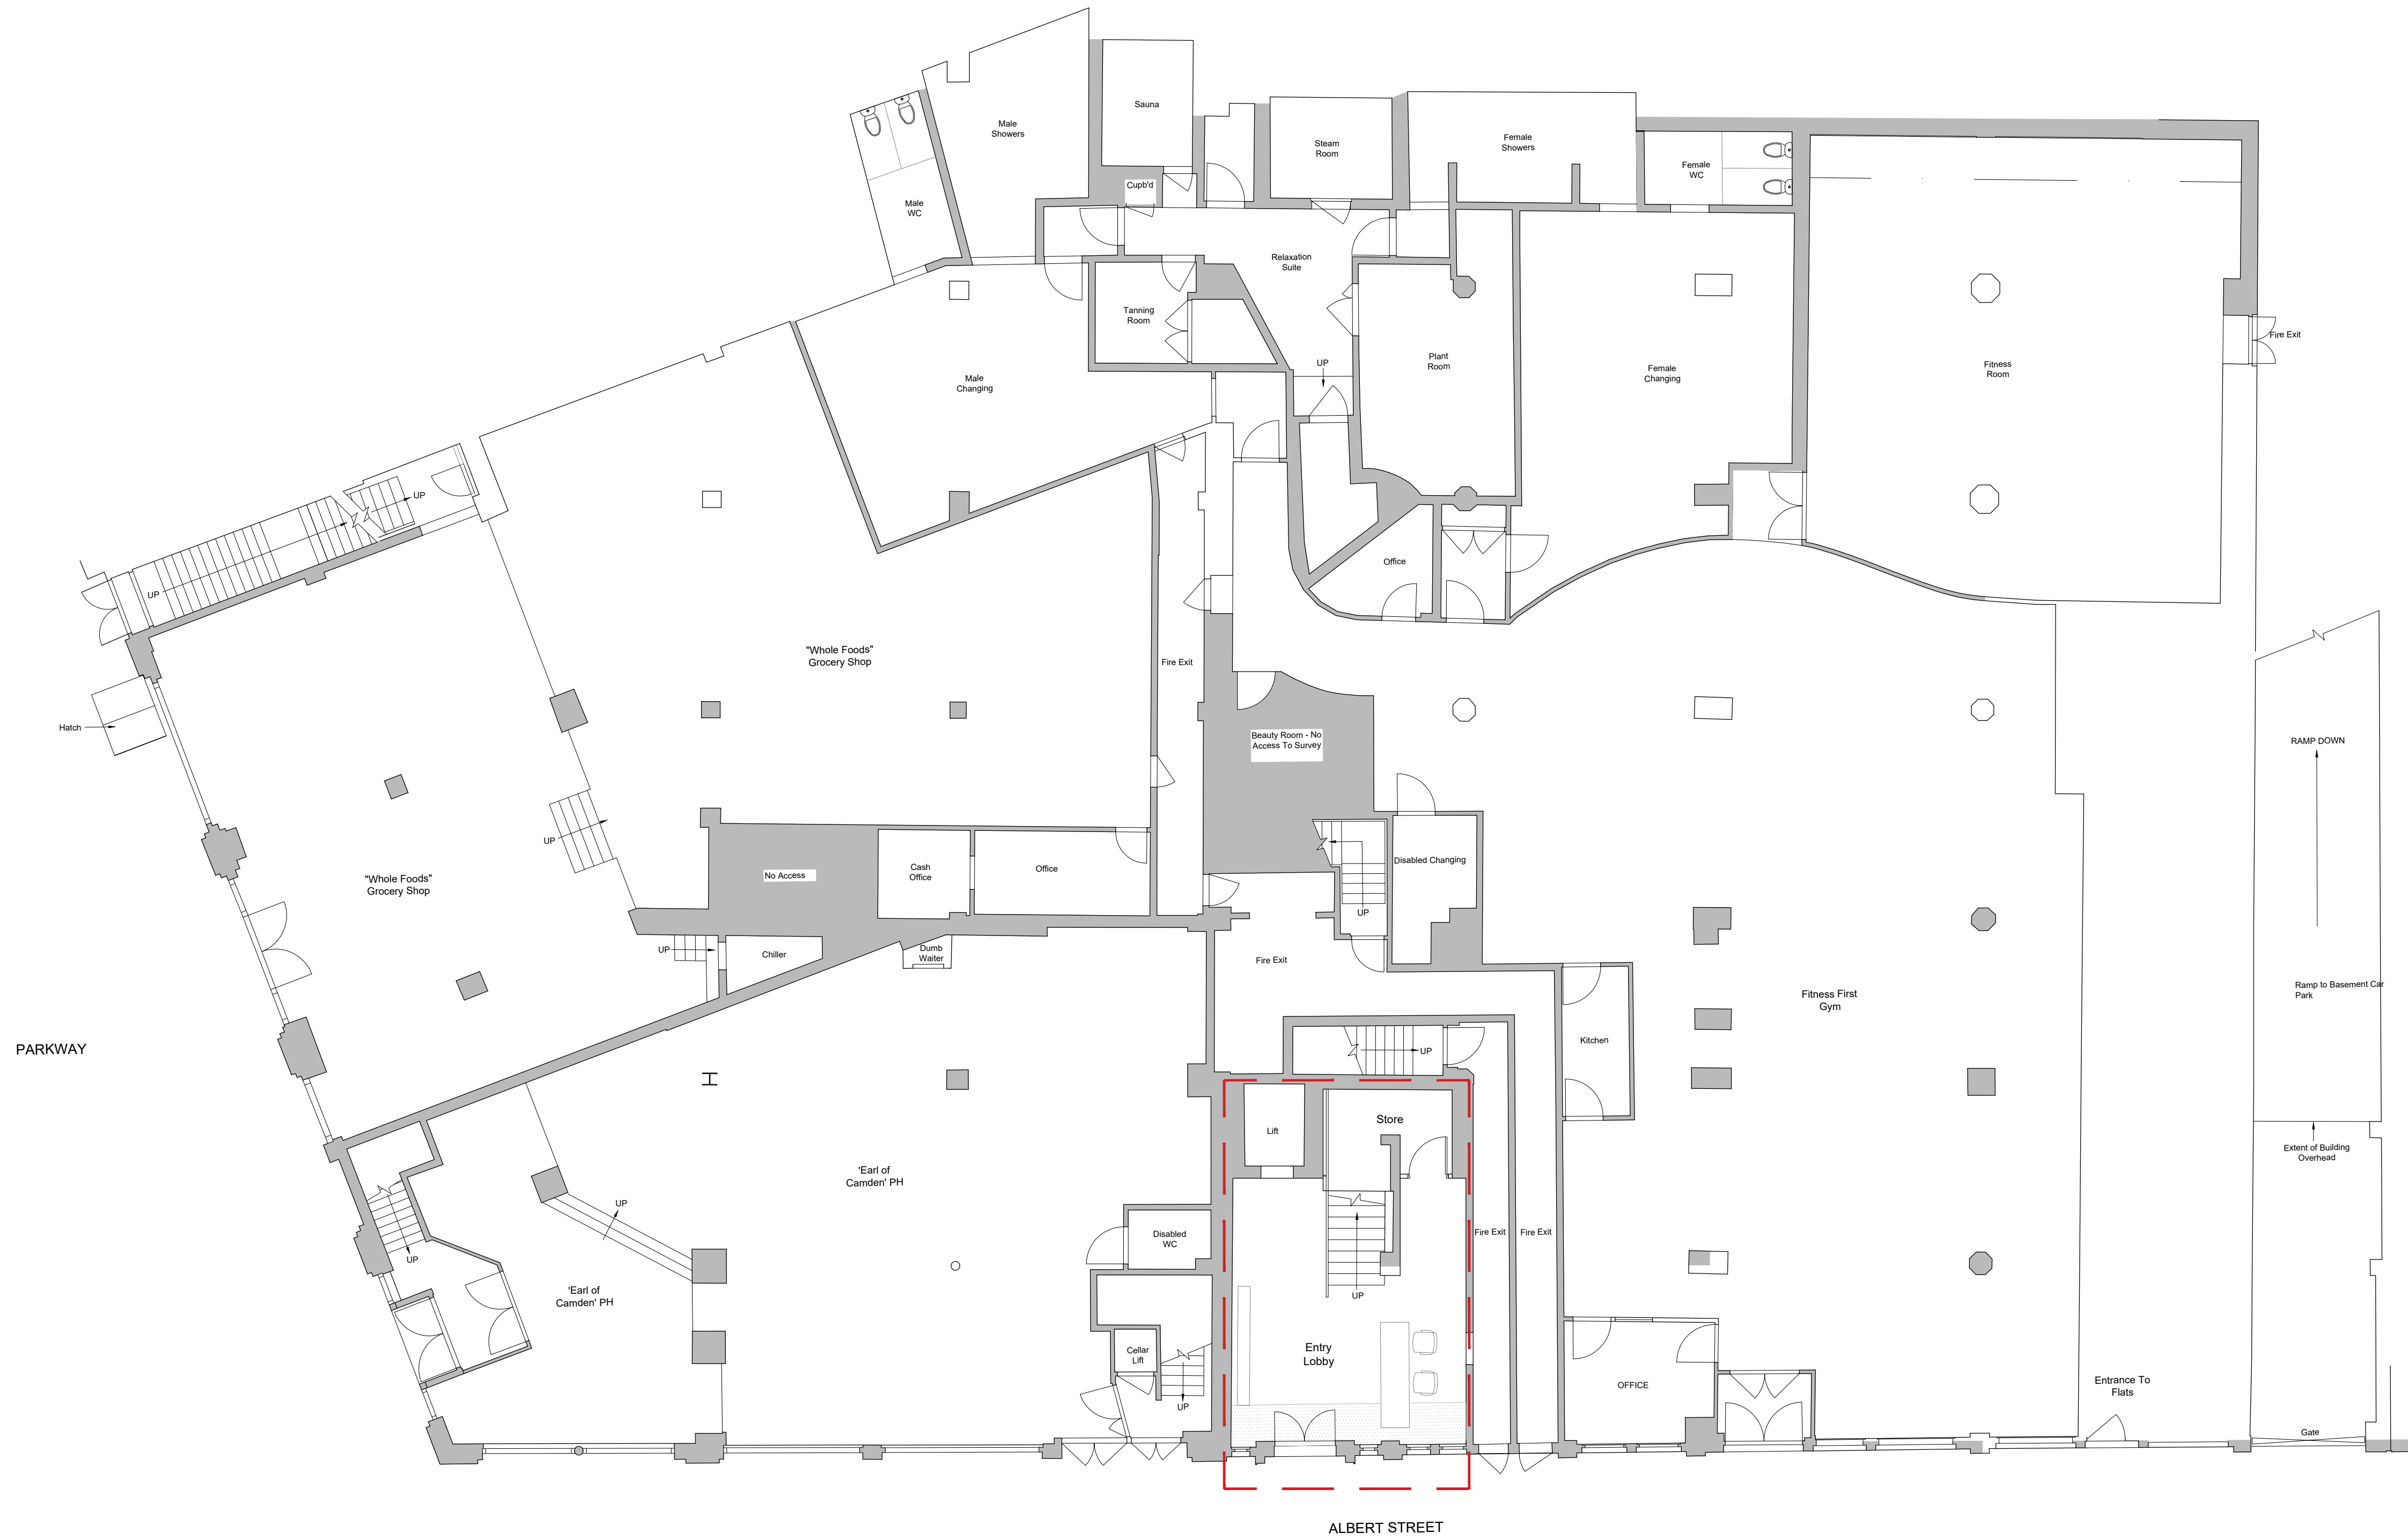 Sauna
Male
Showers
Steam
Room
Female
Showers
Female
WC
Cupb'd
Male
WC
Relaxation
Suite
Tanning
Room
Fire Exit
UP
Plant
Room
Female
Changing
Fitness
Room
Male
Changing
UP
UP
Office
"Whole Foods"
Grocery Shop
Fire Exit
Hatch
Beauty Room - No
Access To Survey
RAMP DOWN
UP
Disabled Changing
Cash
Office
Office
No Access
"Whole Foods"
Grocery Shop
UP
UP
Chiller
Dumb
Waiter
Fire Exit
Fitness First
Gym
Ramp to Basement Car
Park
PARKWAY
Kitchen
UP
Store
Lift
Extent of Building
Overhead
'Earl of
Camden' PH
UP
Disabled
WC
Fire Exit
Fire Exit
UP
UP
'Earl of
Camden' PH
Entry
Lobby
Cellar
Lift
UP
OFFICE
Entrance To
Flats
Gate
ALBERT STREET